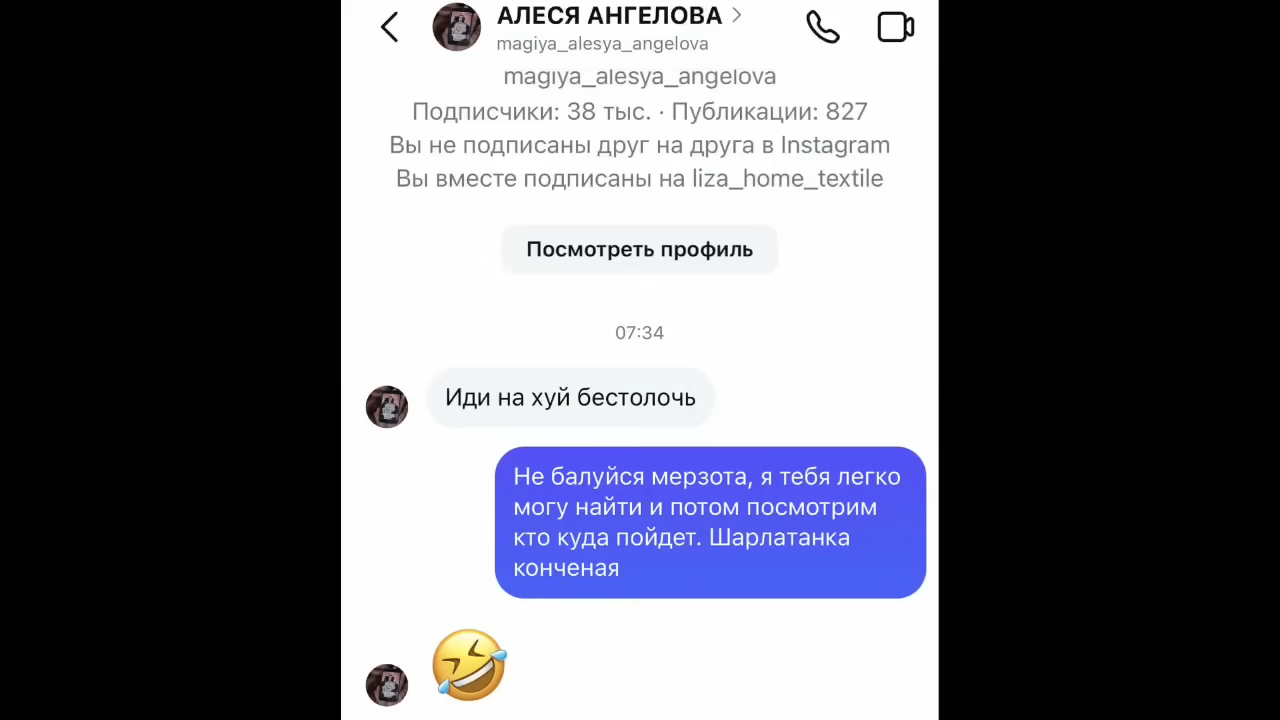 АЛЕСЯ АНГЕЛОВА
magiya_alesya_angelova
magiya_alesya_angelova
Подписчики: 38 тыс. · Публикации: 827
Вы не подписаны друг на друга в Instagram
Вы вместе подписаны на liza_home_textile
Посмотреть профиль
07:34
Иди на хуй бестолочь
Не балуйся мерзота, я тебя легко
могу найти и потом посмотрим
кто куда пойдет. Шарлатанка
конченая